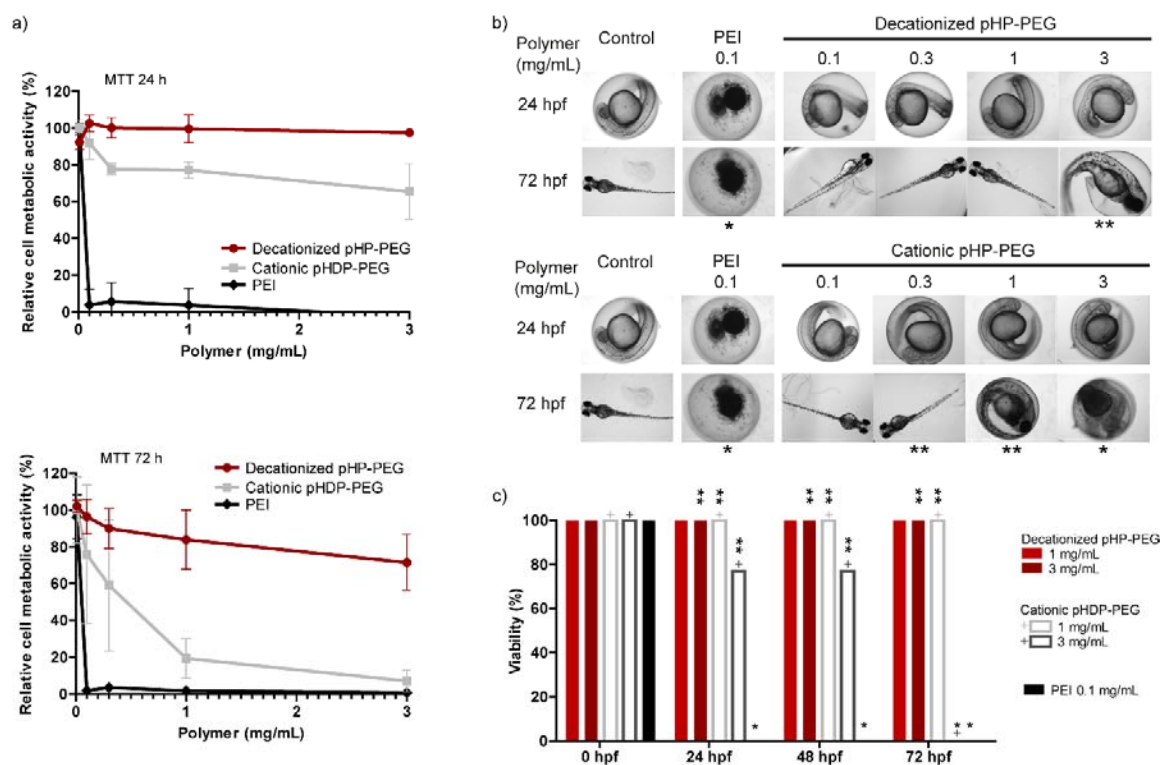 a)
MTT 24 h
Relative cell metabolic activity (%)
120
100
80
60
40
20
0
Decationized pHP-PEG
Cationic pHDP-PEG
PEI
0
1
2
3
Polymer (mg/mL)
MTT 72 h
Relative cell metabolic activity (%)
120
100
80
60
40
20
0
Decationized pHP-PEG
Cationic pHDP-PEG
PEI
0
1
2
3
Polymer (mg/mL)
b)
Polymer (mg/mL)
Control
PEI 0.1
Decationized pHP-PEG
0.1 0.3 1 3
24 hpf
72 hpf
* **
Polymer (mg/mL)
Control
PEI 0.1
Cationic pHP-PEG
0.1 0.3 1 3
24 hpf
72 hpf
* ** ** *
c)
Viability (%)
100
80
60
40
20
0
+ +
** ** + ** + *
** ** + ** + *
** ** + * * +
0 hpf 24 hpf 48 hpf 72 hpf
Decationized pHP-PEG
1 mg/mL
3 mg/mL
Cationic pHDP-PEG
+ 1 mg/mL
+ 3 mg/mL
PEI 0.1 mg/mL